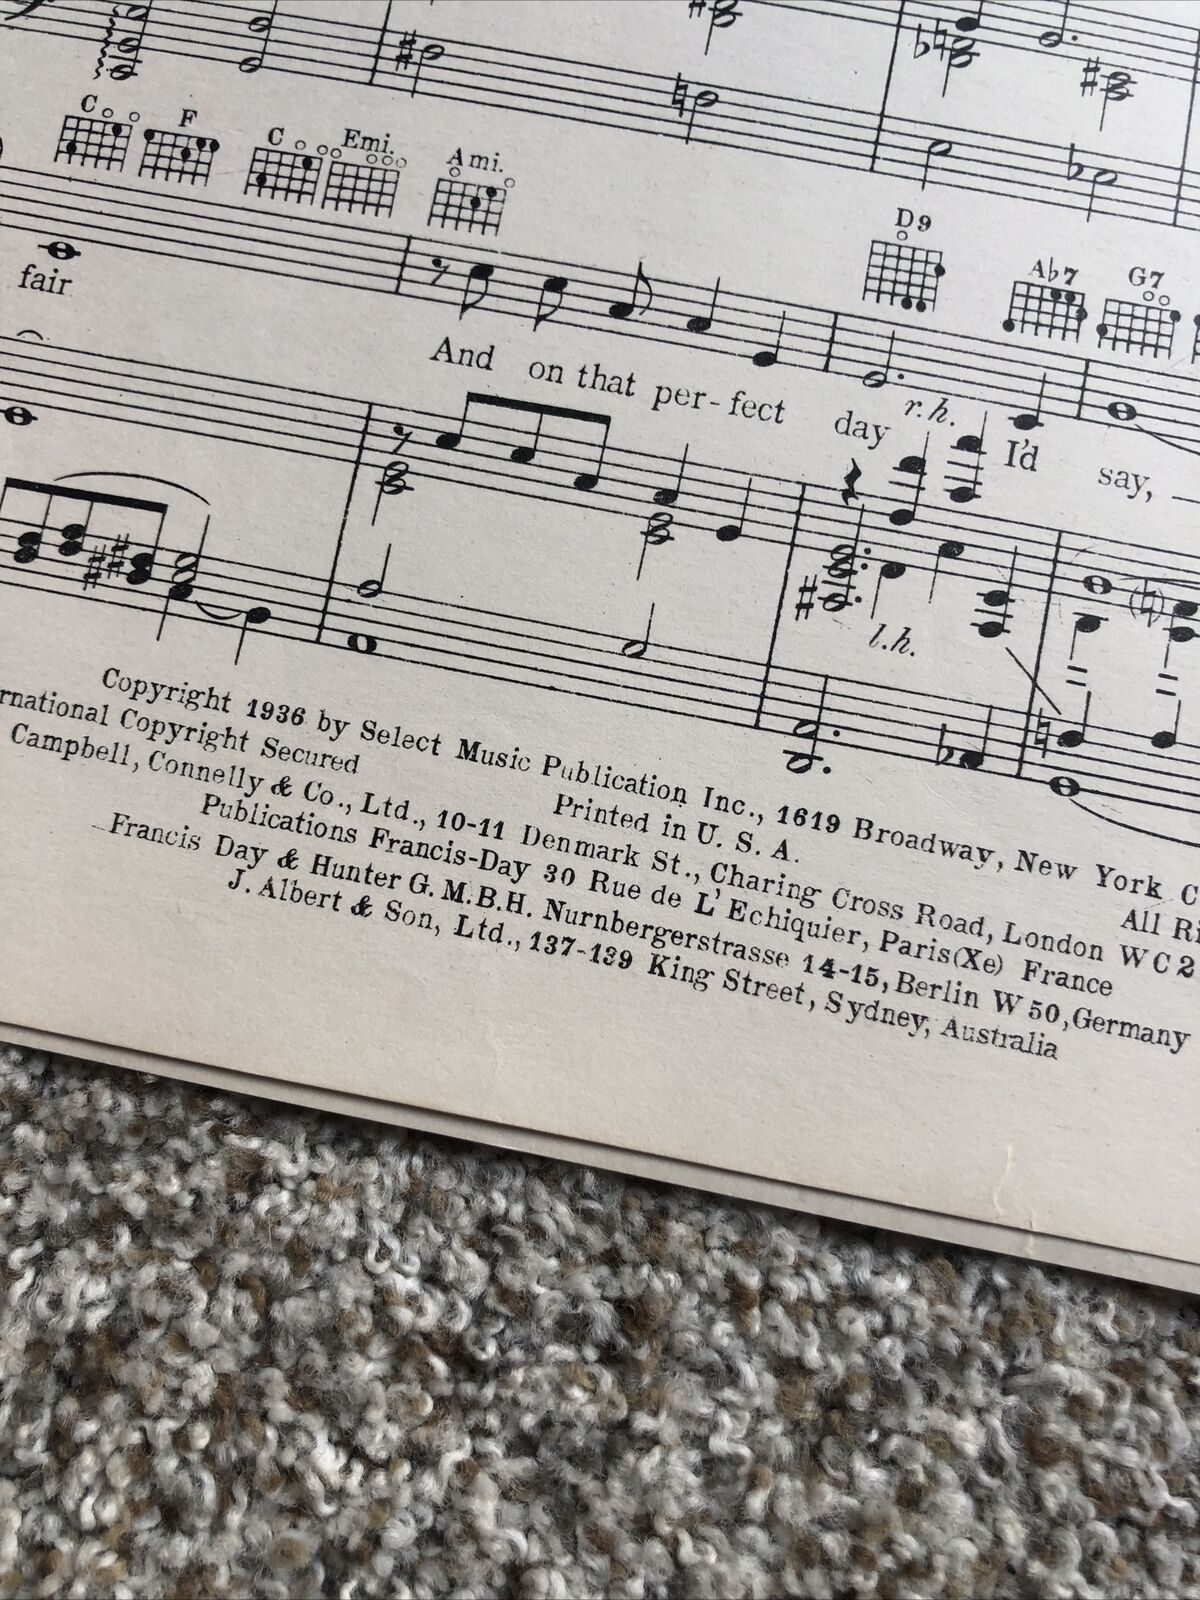 C F C Emi. Ami. D9 Ab7 G7
fair And on that per-fect day I'd say,
r.h.
l.h.
Copyright 1936 by Select Music Publication Inc., 1619 Broadway, New York C
rnational Copyright Secured Printed in U. S. A. All Ri
Campbell, Connelly & Co., Ltd., 10-11 Denmark St., Charing Cross Road, London WC2
Publications Francis-Day 30 Rue de L'Echiquier, Paris(Xe) France
Francis Day & Hunter G.M.B.H. Nurnbergerstrasse 14-15, Berlin W 50, Germany
J. Albert & Son, Ltd., 137-139 King Street, Sydney, Australia